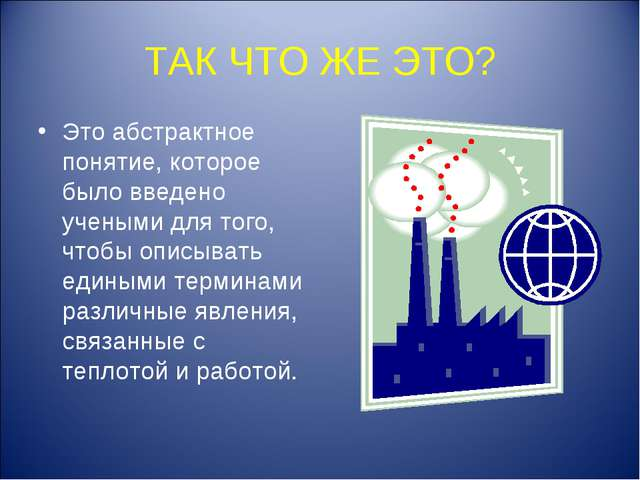 ТАК ЧТО ЖЕ ЭТО?
• Это абстрактное
понятие, которое
было введено
учеными для того,
чтобы описывать
едиными терминами
различные явления,
связанные с
теплотой и работой.